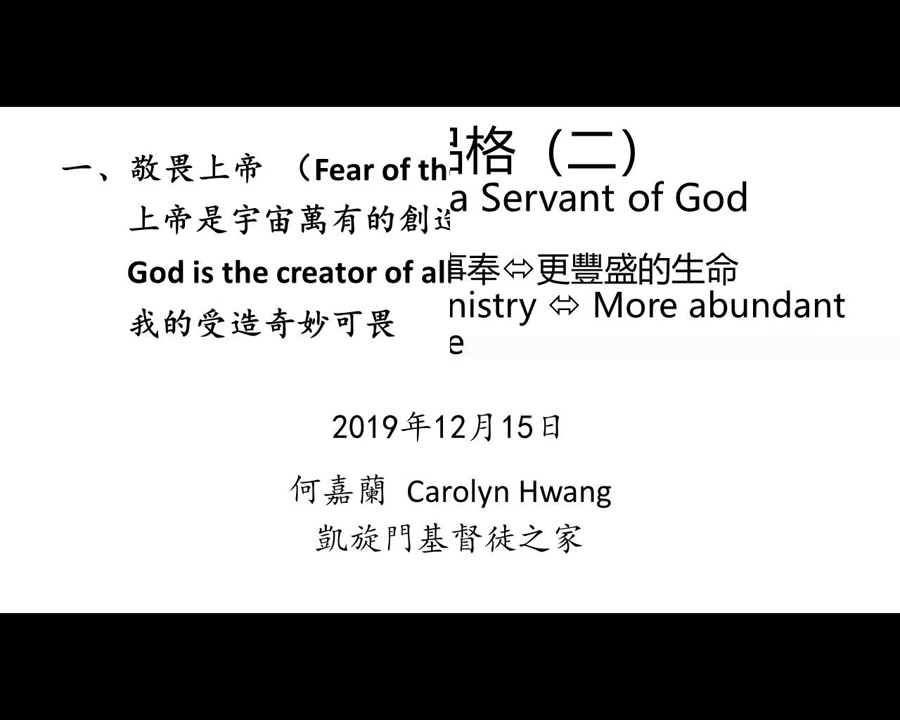 一、敬畏上帝 （Fear of th
上帝是宇宙萬有的創造
God is the creator of al
我的受造奇妙可畏
格 (二)
a Servant of God
事奉⬄更豐盛的生命
nistry ⬄ More abundant
e
2019年12月15日
何嘉蘭 Carolyn Hwang
凱旋門基督徒之家